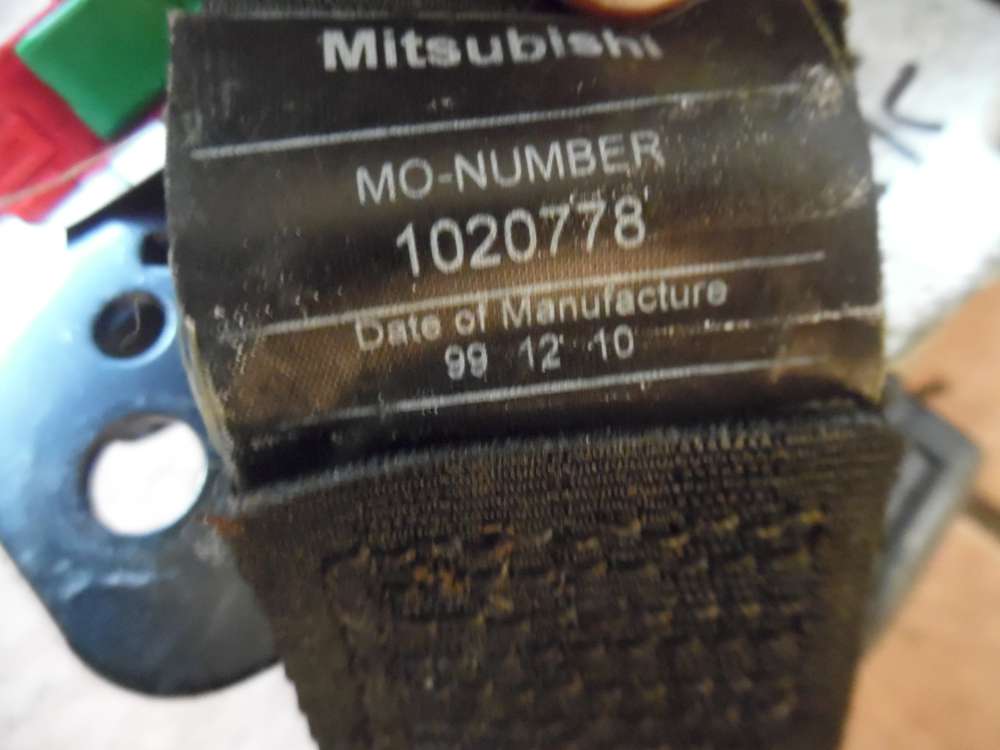 Mitsubishi
MO-NUMBER
1020778
Date of Manufacture
99 12 10